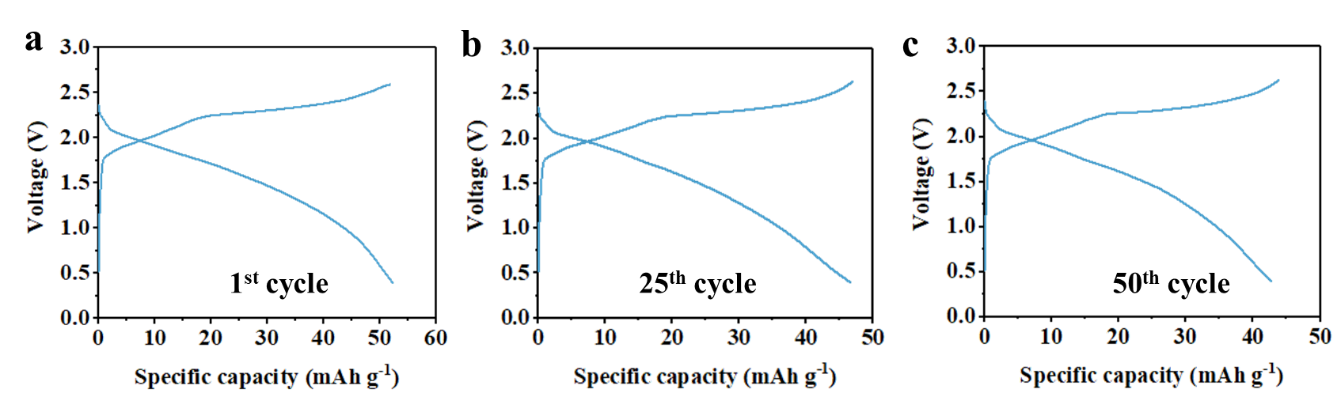 a
3.0
2.5
2.0
1.5
1.0
0.5
0.0
Voltage (V)
1st cycle
0 10 20 30 40 50 60
Specific capacity (mAh g-1)
b
3.0
2.5
2.0
1.5
1.0
0.5
0.0
Voltage (V)
25th cycle
0 10 20 30 40 50
Specific capacity (mAh g-1)
c
3.0
2.5
2.0
1.5
1.0
0.5
0.0
Voltage (V)
50th cycle
0 10 20 30 40 50
Specific capacity (mAh g-1)